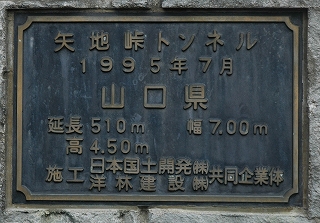 矢地峠トンネル
1995年7月
山口県
延長 510m 幅 7.00m
高 4.50m
施工 日本国土開発㈱ 洋林建設㈱ 共同企業体